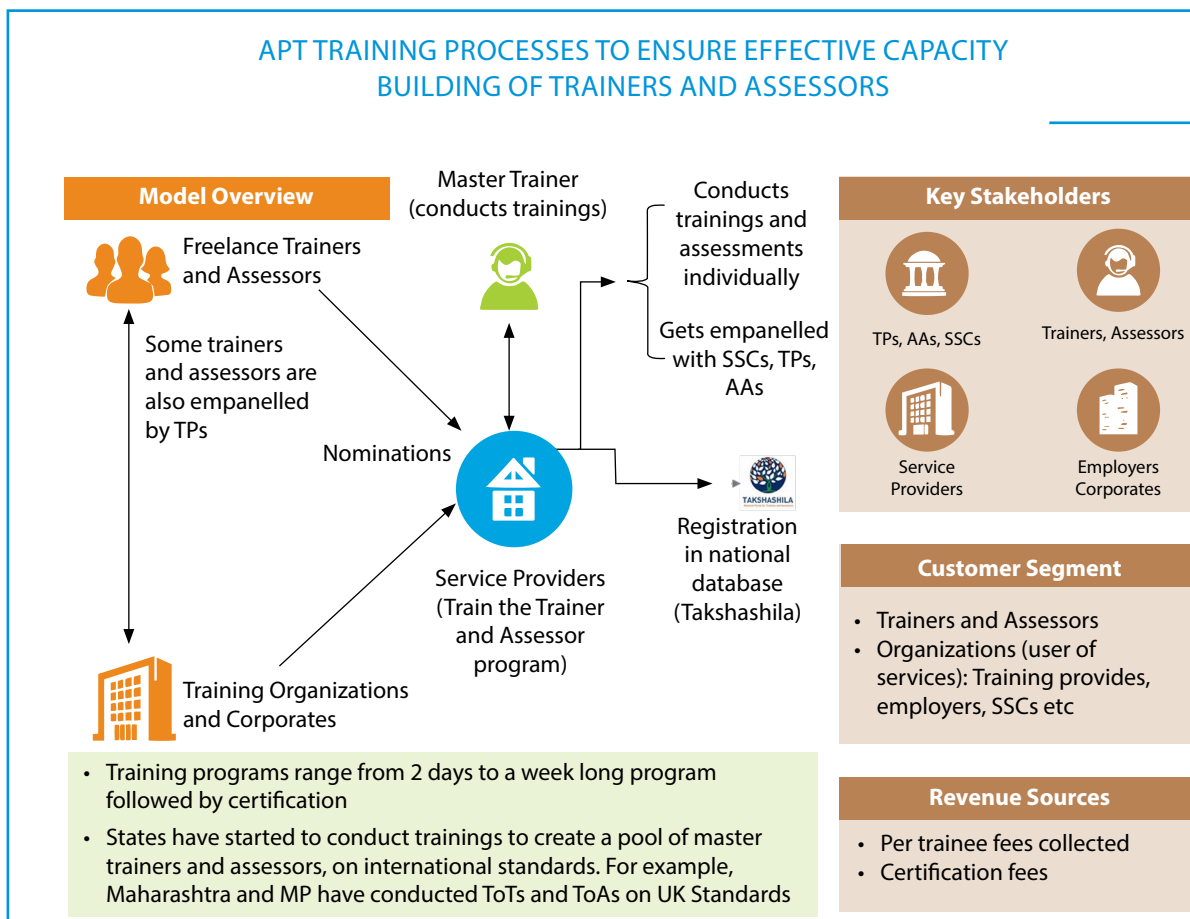 APT TRAINING PROCESSES TO ENSURE EFFECTIVE CAPACITY
BUILDING OF TRAINERS AND ASSESSORS
Model Overview
Freelance Trainers
and Assessors
Some trainers
and assessors are
also empanelled
by TPs
Training Organizations
and Corporates
Nominations
Master Trainer
(conducts trainings)
Service Providers
(Train the Trainer
and Assessor
program)
Conducts
trainings and
assessments
individually
Gets empanelled
with SSCs, TPs,
AAs
TAKSHASHILA
Registration
in national
database
(Takshashila)
Training programs range from 2 days to a week long program
followed by certification
States have started to conduct trainings to create a pool of master
trainers and assessors, on international standards. For example,
Maharashtra and MP have conducted ToTs and ToAs on UK Standards
Key Stakeholders
TPs, AAs, SSCs
Trainers, Assessors
Service
Providers
Employers
Corporates
Customer Segment
Trainers and Assessors
Organizations (user of
services): Training provides,
employers, SSCs etc
Revenue Sources
Per trainee fees collected
Certification fees